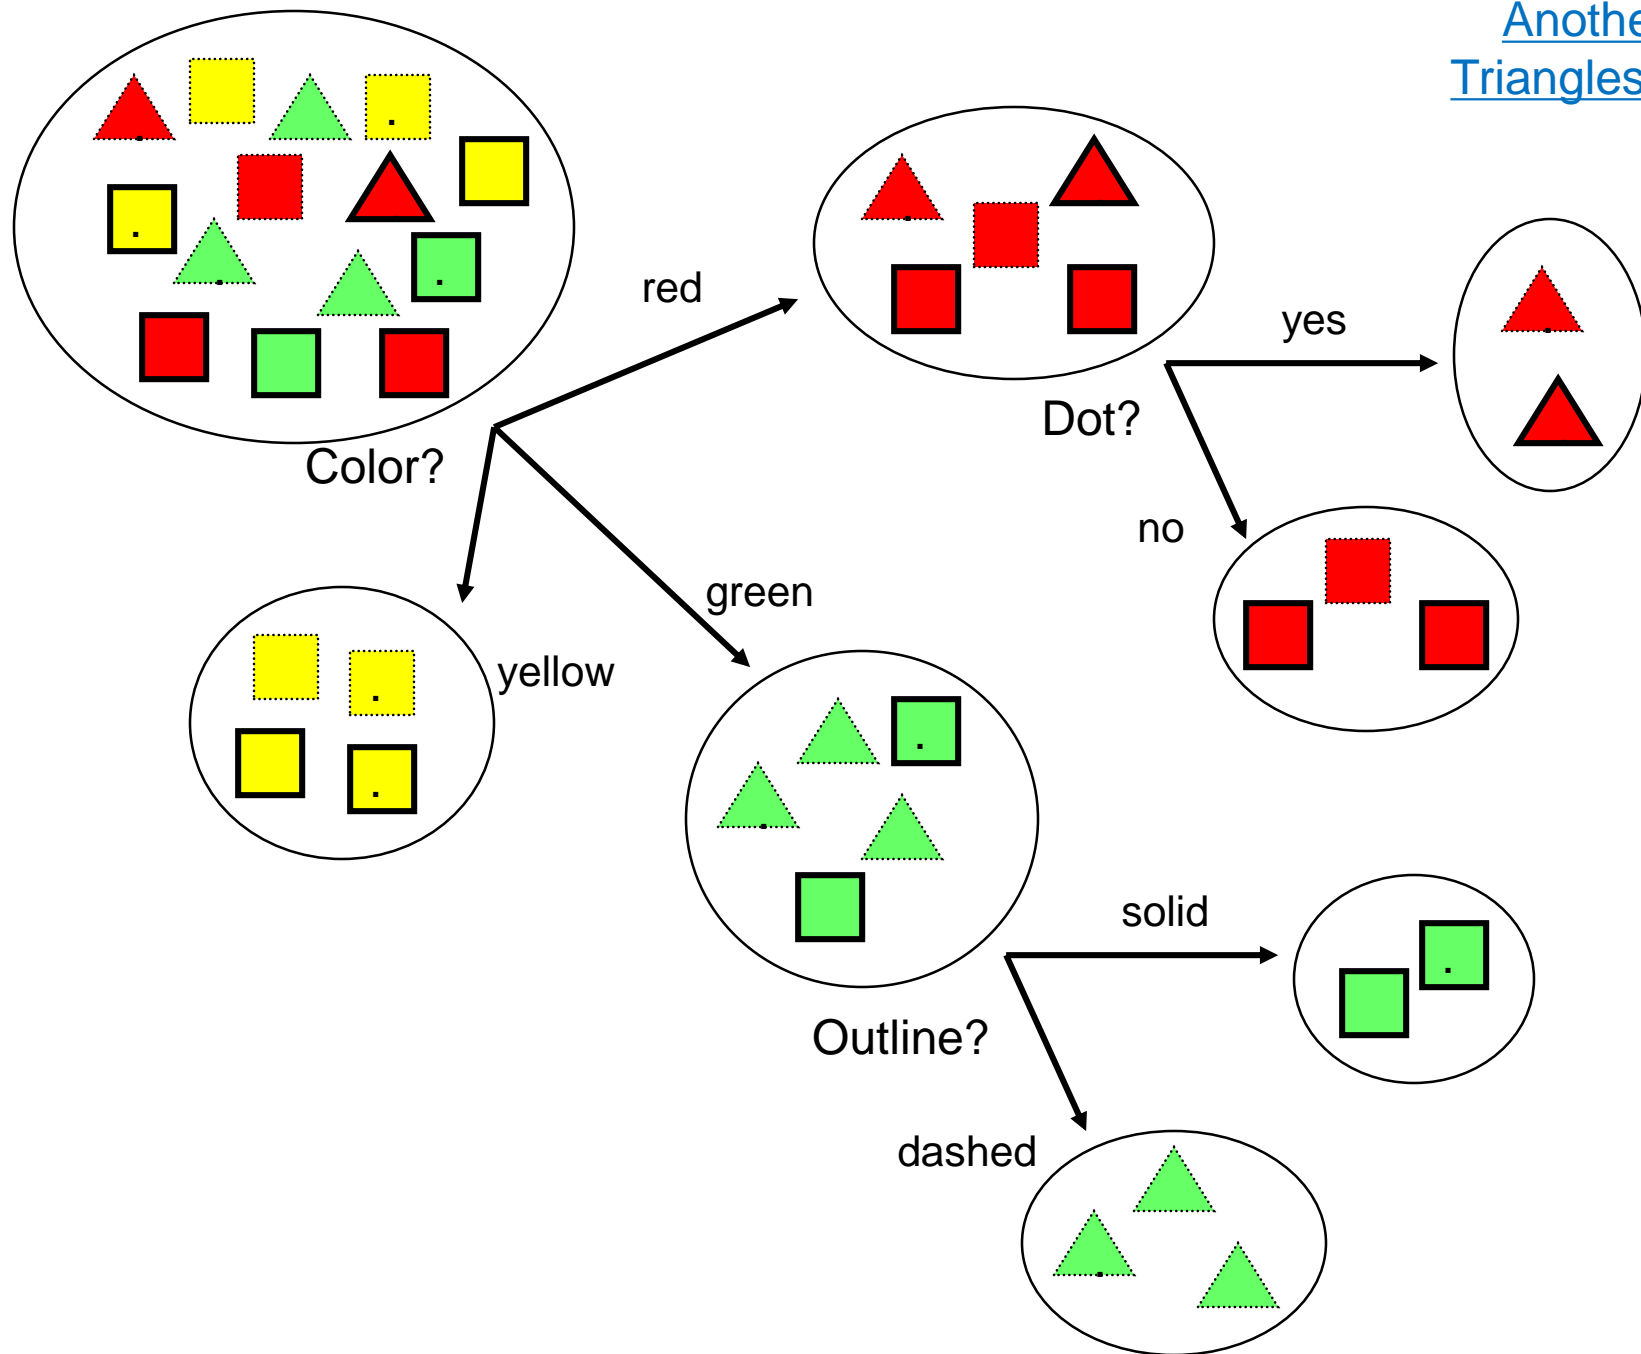 Anothe
Triangles
red
yes
Dot?
Color?
no
green
yellow
solid
Outline?
dashed